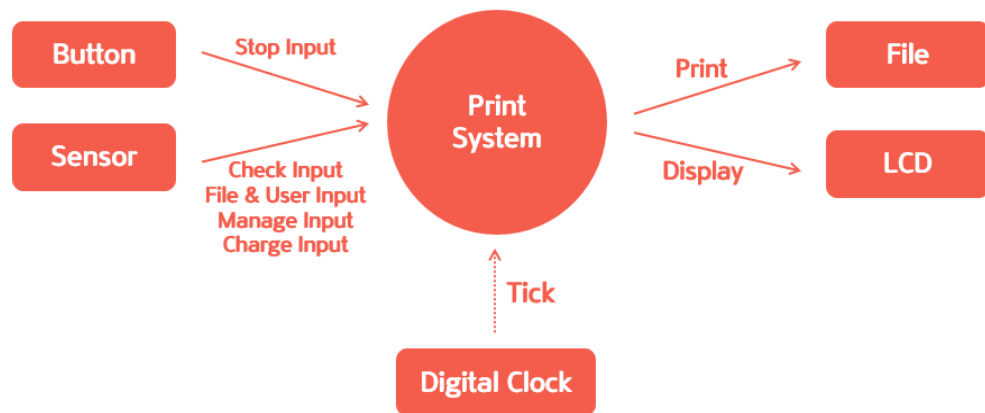 Button
Stop Input
Sensor
Check Input
File & User Input
Manage Input
Charge Input
Print
System
Print
File
Display
LCD
Tick
Digital Clock